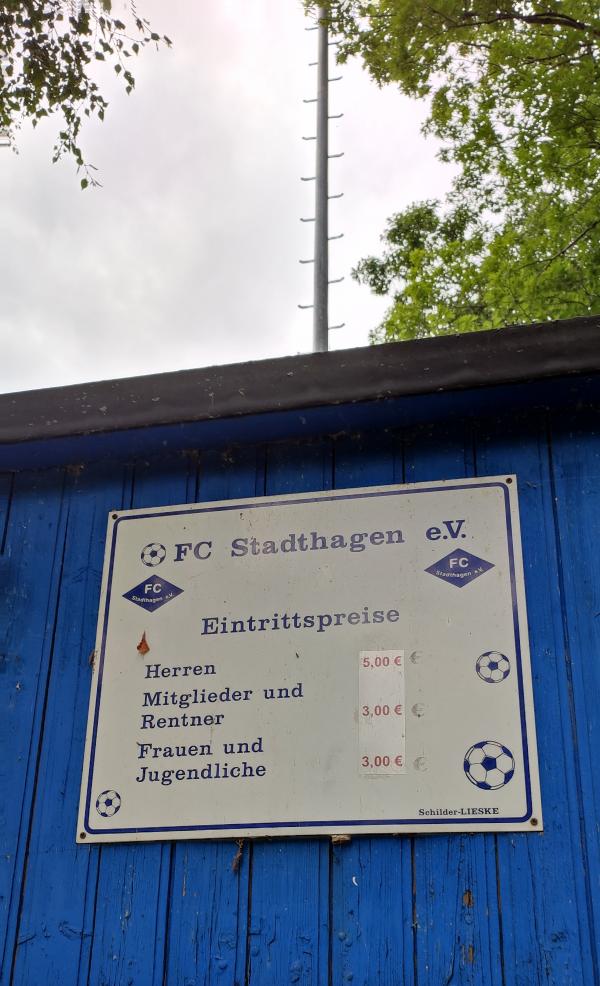 FC Stadthagen e.V.
FC
Stadthagen e.V.
FC
Stadthagen e.V.
Eintrittspreise
Herren 5,00 € €
Mitglieder und
Rentner 3,00 € €
Frauen und
Jugendliche 3,00 € €
Schilder-LIESKE